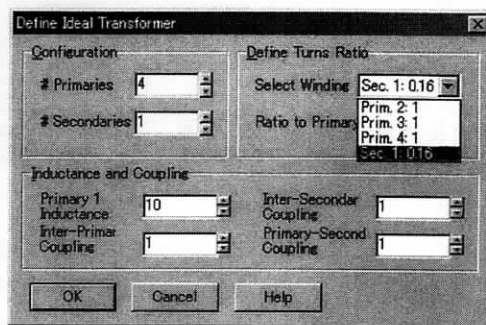 Define Ideal Transformer
Configuration
# Primaries 4
# Secondaries 1
Define Turns Ratio
Select Winding Sec. 1: 0.16
Ratio to Primary
Prim. 2: 1
Prim. 3: 1
Prim. 4: 1
Sec. 1: 0.16
Inductance and Coupling
Primary 1
Inductance 10
Inter-Primar
Coupling 1
Inter-Secondar
Coupling 1
Primary-Second
Coupling 1
OK Cancel Help